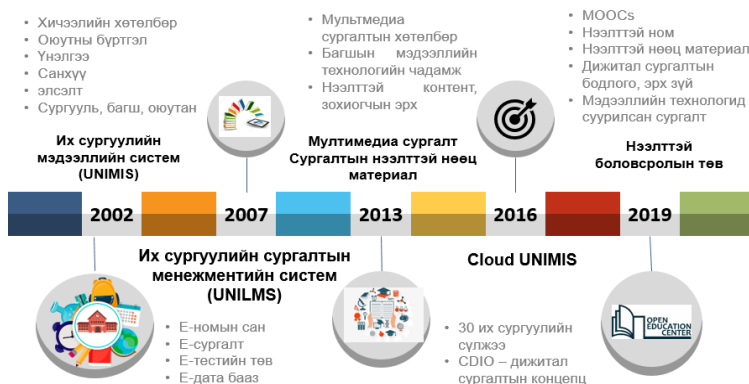 • Хичээлийн хөтөлбөр
• Оюутны бүртгэл
• Үнэлгээ
• Санхүү
• элсэлт
• Сургууль, багш, оюутан
Их сургуулийн
мэдээллийн систем
(UNIMIS)
• Мультмедиа
сургалтын хөтөлбөр
• Багшын мэдээллийн
технологийн чадамж
• Нээлттэй контент,
зохиогчын эрх
Мултимедиа сургалт
Сургалтын нээлттэй нөөц
материал
• MOOCs
• Нээлттэй ном
• Нээлттэй нөөц материал
• Дижитал сургалтын
бодлого, эрх зүй
• Мэдээллийн технологид
суурилсан сургалт
Нээлттэй
боловсролын төв
2002
2007
2013
2016
2019
Их сургуулийн сургалтын
менежментийн систем
(UNILMS)
• Е-номын сан
• Е-сургалт
• Е-тестийн төв
• Е-дата бааз
Cloud UNIMIS
• 30 их сургуулийн
сүлжээ
• CDIO – дижитал
сургалтын концепц
OPEN
EDUCATION
CENTER